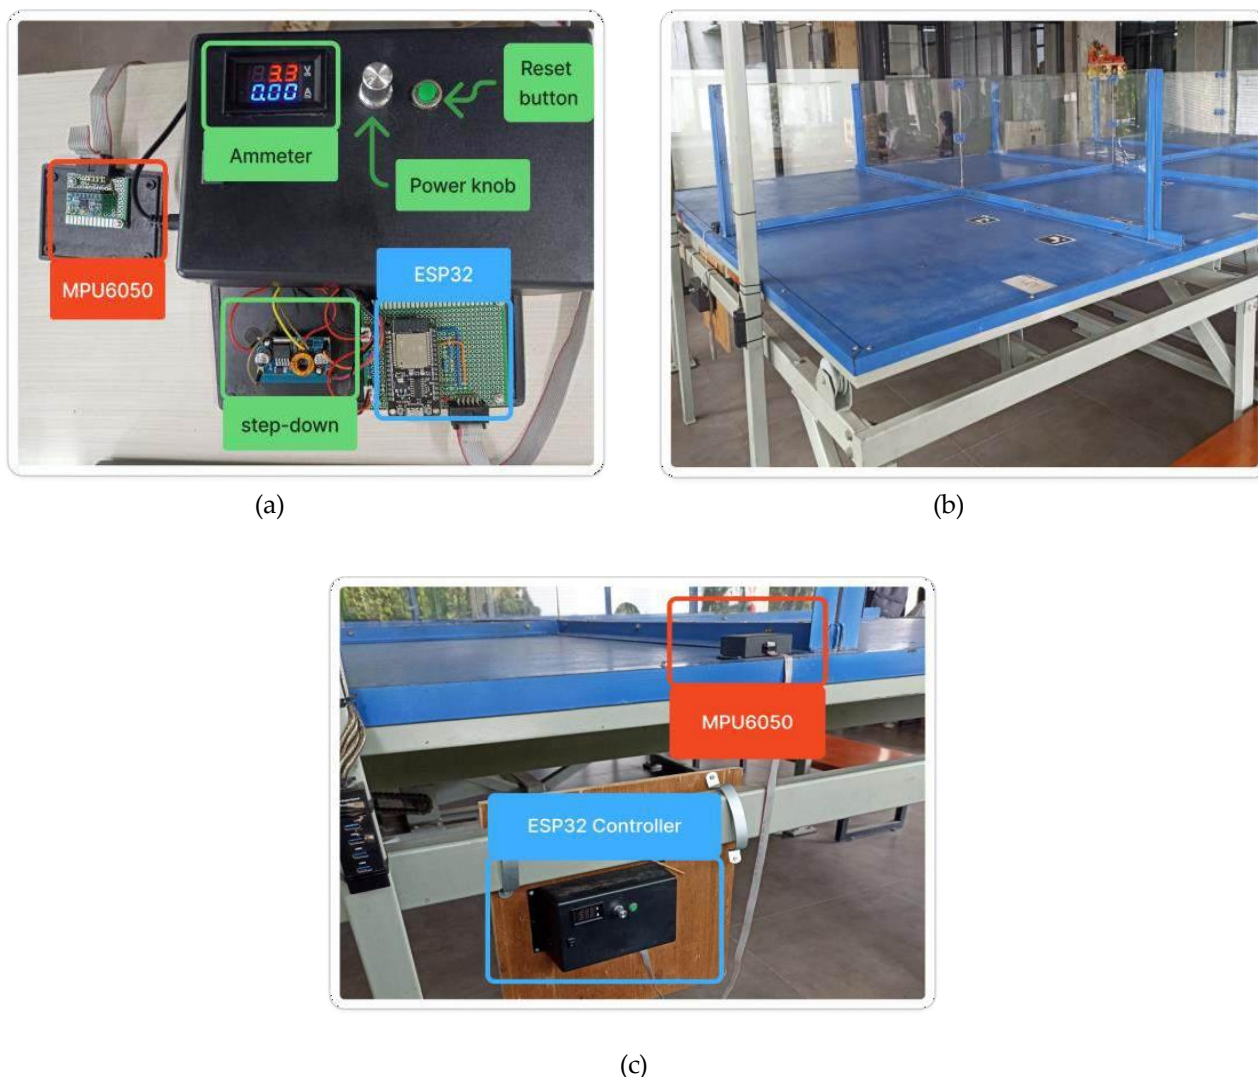 3.3 V
0.00 A
Ammeter
Reset
button
Power knob
MPU6050
ESP32
step-down
(a)
(b)
MPU6050
ESP32 Controller
(c)